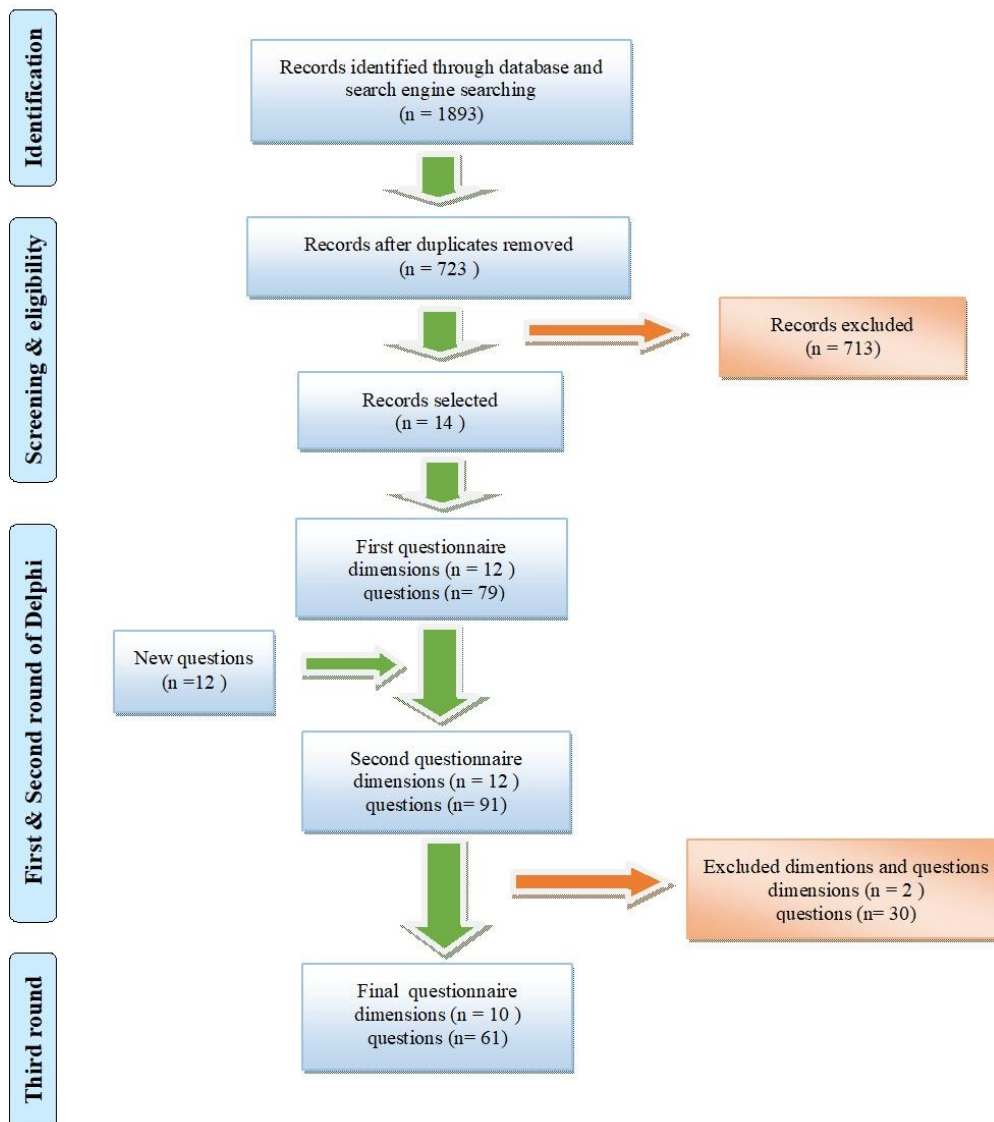 Identification
Records identified through database and
search engine searching
(n = 1893)
Screening & eligibility
Records after duplicates removed
(n = 723 )
Records excluded
(n = 713)
Records selected
(n = 14 )
First & Second round of Delphi
First questionnaire
dimensions (n = 12 )
questions (n= 79)
New questions
(n =12 )
Second questionnaire
dimensions (n = 12 )
questions (n= 91)
Excluded dimentions and questions
dimensions (n = 2 )
questions (n= 30)
Third round
Final questionnaire
dimensions (n = 10 )
questions (n= 61)